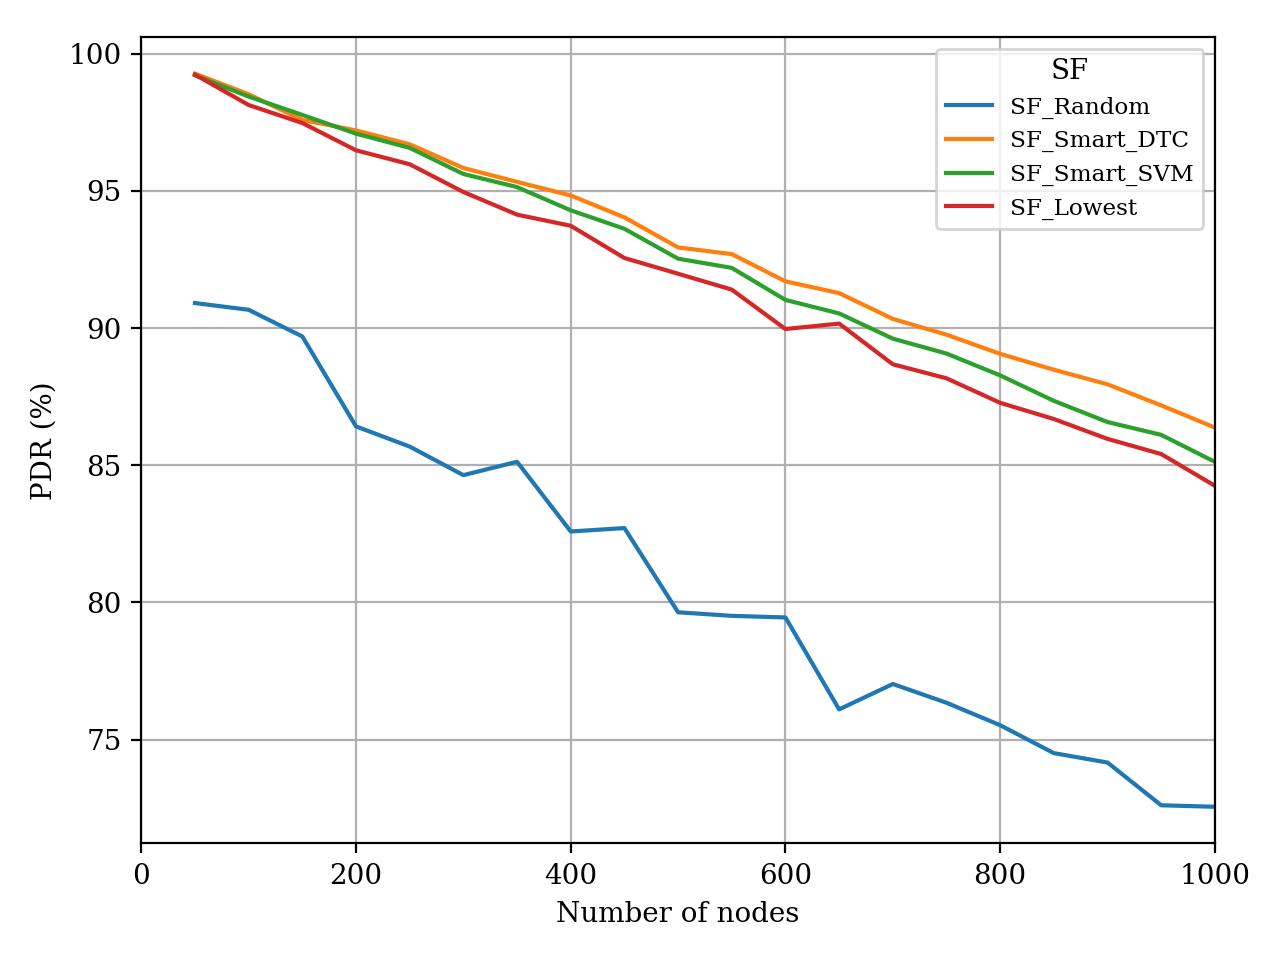 100
95
90
85
80
75
PDR (%)
SF
SF_Random
SF_Smart_DTC
SF_Smart_SVM
SF_Lowest
0 200 400 600 800 1000
Number of nodes